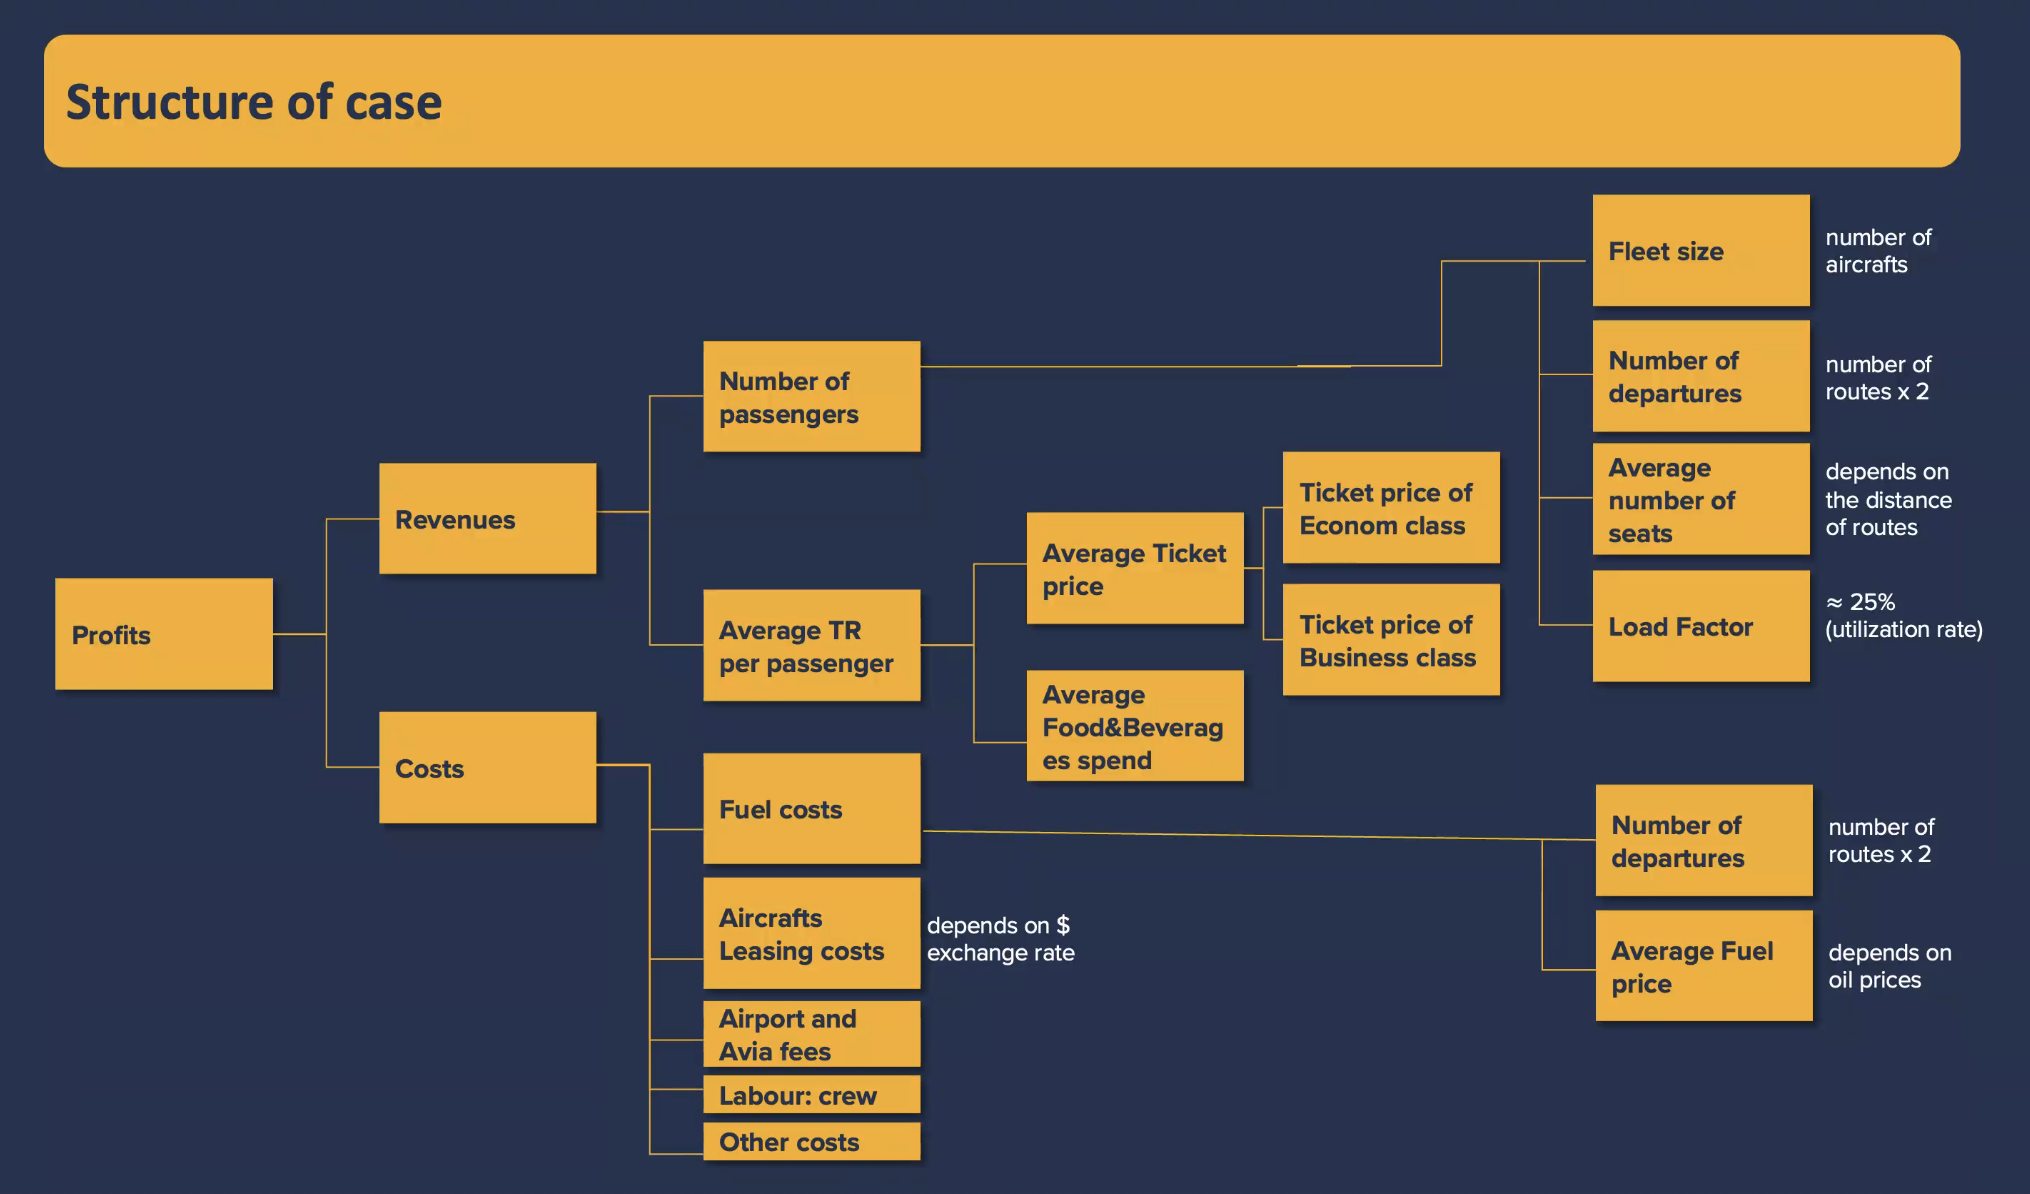 Structure of case
Profits
Revenues
Costs
Number of
passengers
Average TR
per passenger
Fuel costs
Aircrafts
Leasing costs
depends on $
exchange rate
Airport and
Avia fees
Labour: crew
Other costs
Average Ticket
price
Average
Food&Beverag
es spend
Ticket price of
Econom class
Ticket price of
Business class
Fleet size
number of
aircrafts
Number of
departures
number of
routes x 2
Average
number of
seats
depends on
the distance
of routes
Load Factor
≈ 25%
(utilization rate)
Number of
departures
number of
routes x 2
Average Fuel
price
depends on
oil prices